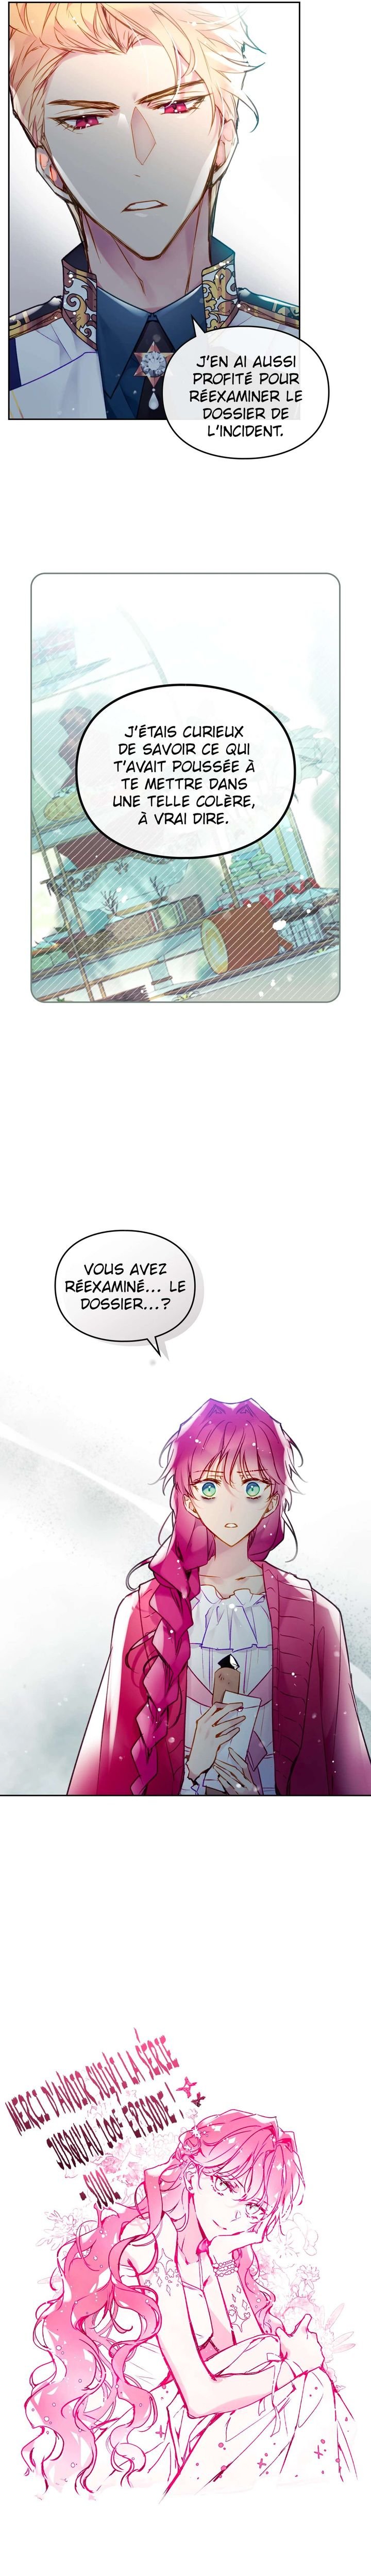 J'EN AI AUSSI
PROFITÉ POUR
RÉEXAMINER LE
DOSSIER DE
L'INCIDENT.
J'ÉTAIS CURIEUX
DE SAVOIR CE QUI
T'AVAIT POUSSÉE À
TE METTRE DANS
UNE TELLE COLÈRE,
À VRAI DIRE.
VOUS AVEZ
RÉEXAMINÉ... LE
DOSSIER...?
MERCI D'AVOIR SUIVI LA SÉRIE
JUSQU'AU 100E ÉPISODE !